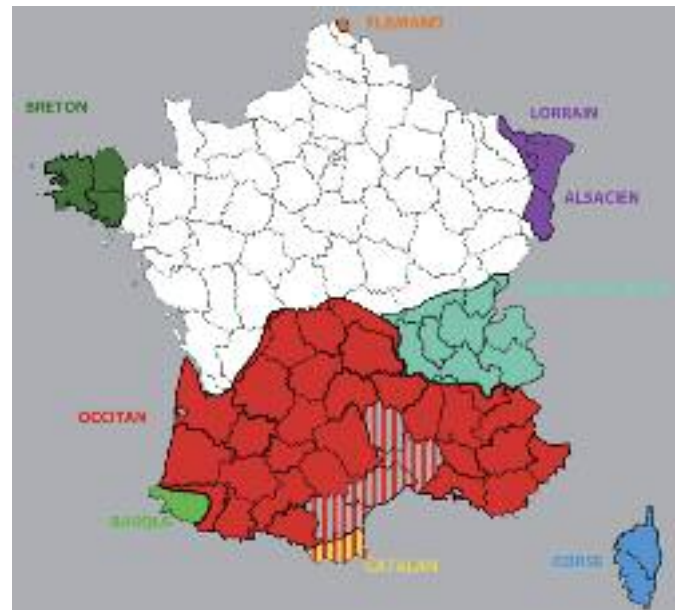 FLAMAND
BRETON
LORRAIN
ALSACIEN
OCCITAN
BASQUE
CATALAN
CORSE